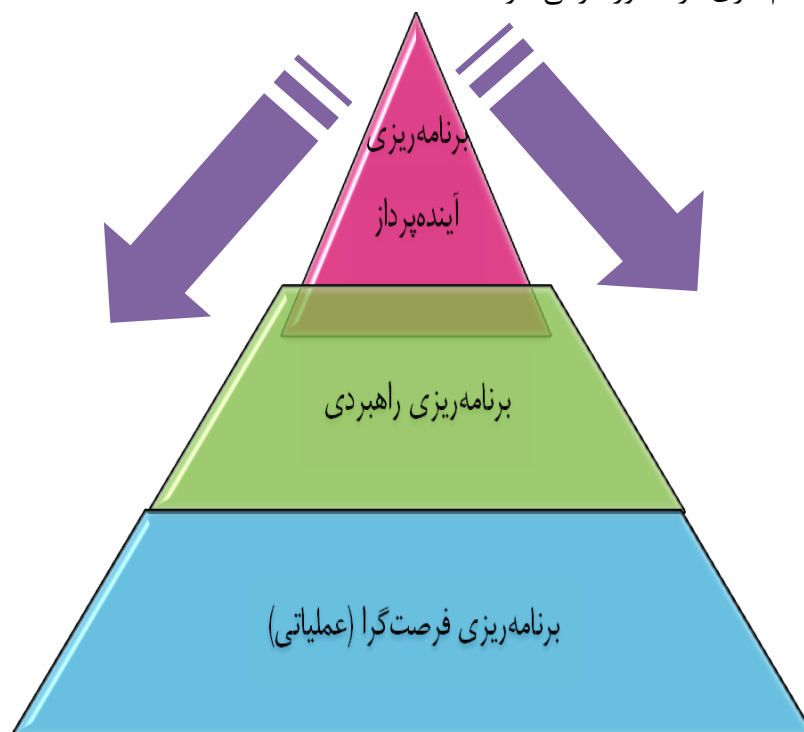 برنامه‌ریزی
آینده‌پرداز
برنامه‌ریزی راهبردی
برنامه‌ریزی فرصت‌گرا (عملیاتی)